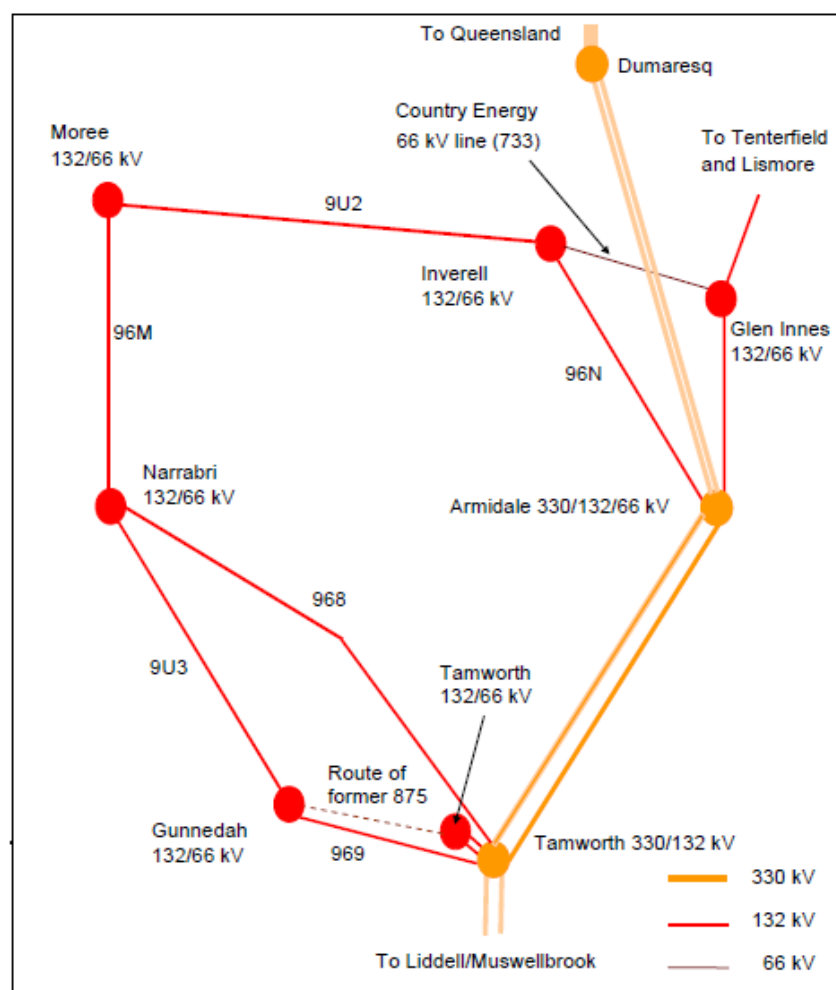 To Queensland
Dumaresq
Country Energy
66 kV line (733)
To Tenterfield
and Lismore
Moree
132/66 kV
9U2
Inverell
132/66 kV
Glen Innes
132/66 kV
96M
96N
Narrabri
132/66 kV
Armidale 330/132/66 kV
968
9U3
Tamworth
132/66 kV
Route of
former 875
Gunnedah
132/66 kV
969
Tamworth 330/132 kV
330 kV
132 kV
66 kV
To Liddell/Muswellbrook